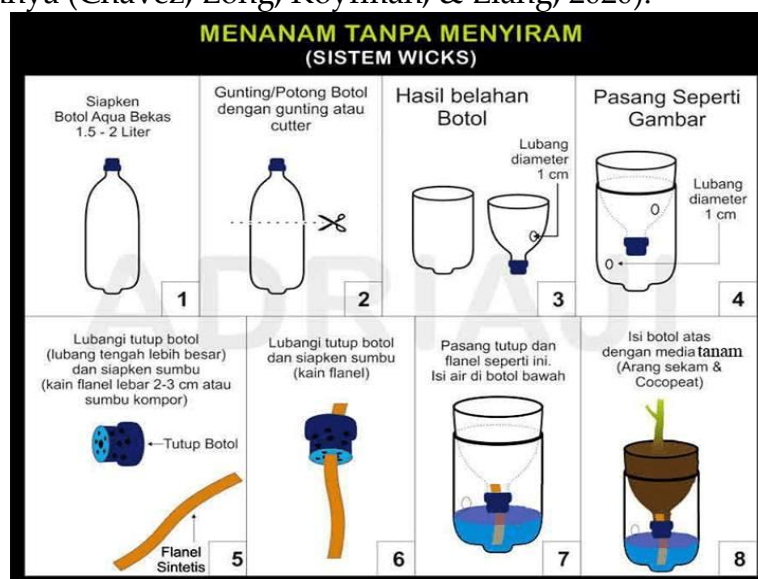 (Chavez, Long, Royfman, & Liang, 2020).
MENANAM TANPA MENYIRAM
(SISTEM WICKS)
Siapken
Botol Aqua Bekas
1.5 - 2 Liter
1
Gunting/Potong Botol
dengan gunting atau
cutter
2
Hasil belahan
Botol
Lubang
diameter
1 cm
3
Pasang Seperti
Gambar
Lubang
diameter
1 cm
4
ADRIAJI
Lubangi tutup botol
(lubang tengah lebih besar)
dan siapken sumbu
(kain flanel lebar 2-3 cm atau
sumbu kompor)
Tutup Botol
Flanel
Sintetis
5
Lubangi tutup botol
dan siapken sumbu
(kain flanel)
6
Pasang tutup dan
flanel seperti ini.
Isi air di botol bawah
7
Isi botol atas
dengan media tanam
(Arang sekam &
Cocopeat)
8